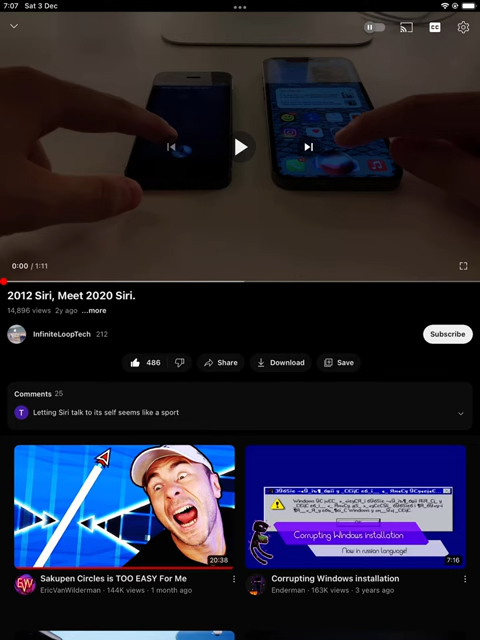 7:07 Sat 3 Dec
CC
0:00 / 1:11
2012 Siri, Meet 2020 Siri.
14,896 views 2y ago ...more
InfiniteLoopTech 212
Subscribe
486 Share Download Save
Comments 25
T Letting Siri talk to its self seems like a sport
20:38
Corrupting Windows installation
Now in russian language!
7:16
EVW
Sakupen Circles is TOO EASY For Me
EricVanWilderman · 144K views · 1 month ago
Corrupting Windows installation
Enderman · 163K views · 3 years ago